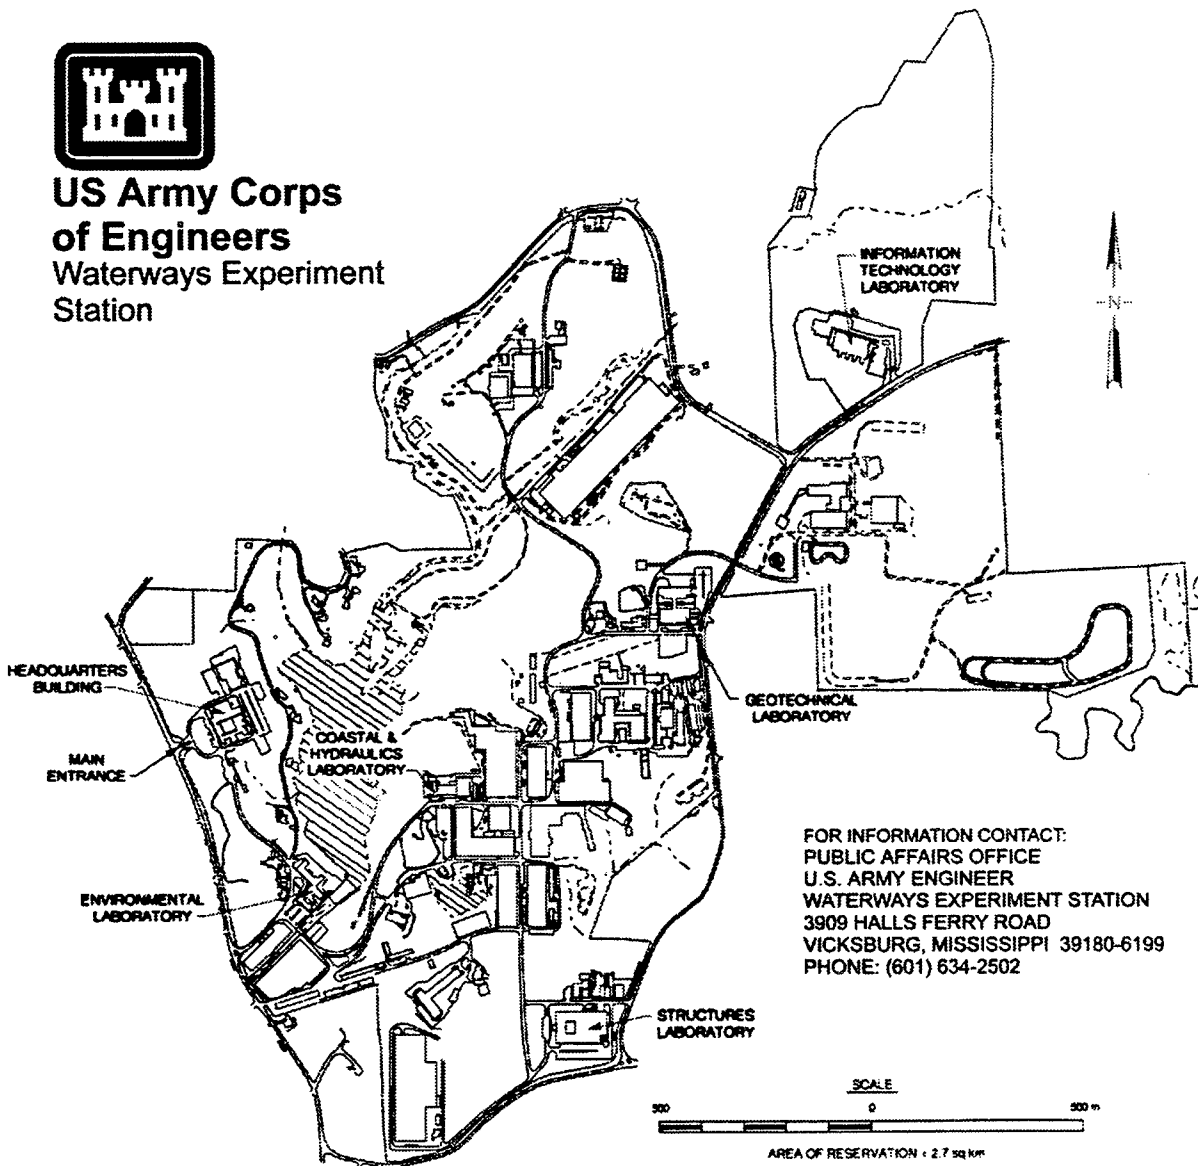 US Army Corps
of Engineers
Waterways Experiment
Station
INFORMATION
TECHNOLOGY
LABORATORY
N
HEADQUARTERS
BUILDING
MAIN
ENTRANCE
COASTAL &
HYDRAULICS
LABORATORY
GEOTECHNICAL
LABORATORY
ENVIRONMENTAL
LABORATORY
STRUCTURES
LABORATORY
FOR INFORMATION CONTACT:
PUBLIC AFFAIRS OFFICE
U.S. ARMY ENGINEER
WATERWAYS EXPERIMENT STATION
3909 HALLS FERRY ROAD
VICKSBURG, MISSISSIPPI 39180-6199
PHONE: (601) 634-2502
SCALE
500 0 500 m
AREA OF RESERVATION = 2.7 sq km